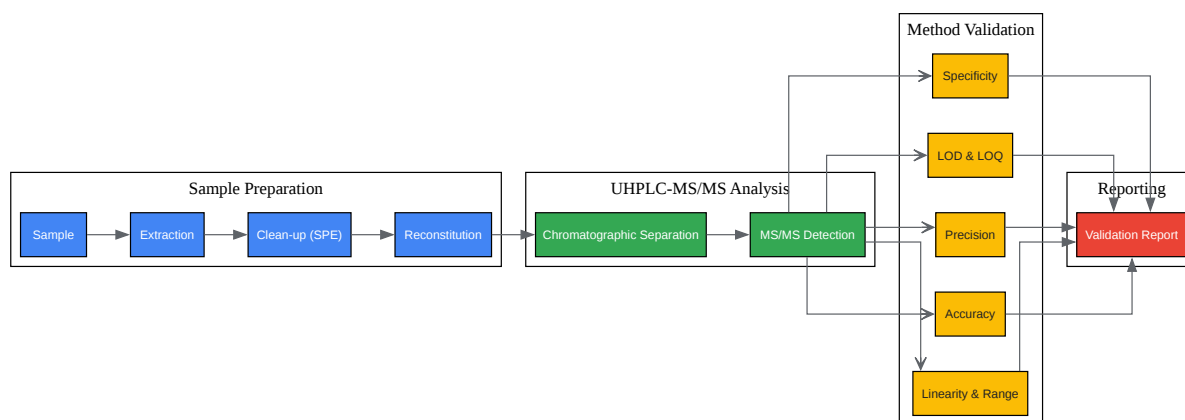 Sample Preparation
Sample
Extraction
Clean-up (SPE)
Reconstitution
UHPLC-MS/MS Analysis
Chromatographic Separation
MS/MS Detection
Method Validation
Specificity
LOD & LOQ
Precision
Accuracy
Linearity & Range
Reporting
Validation Report